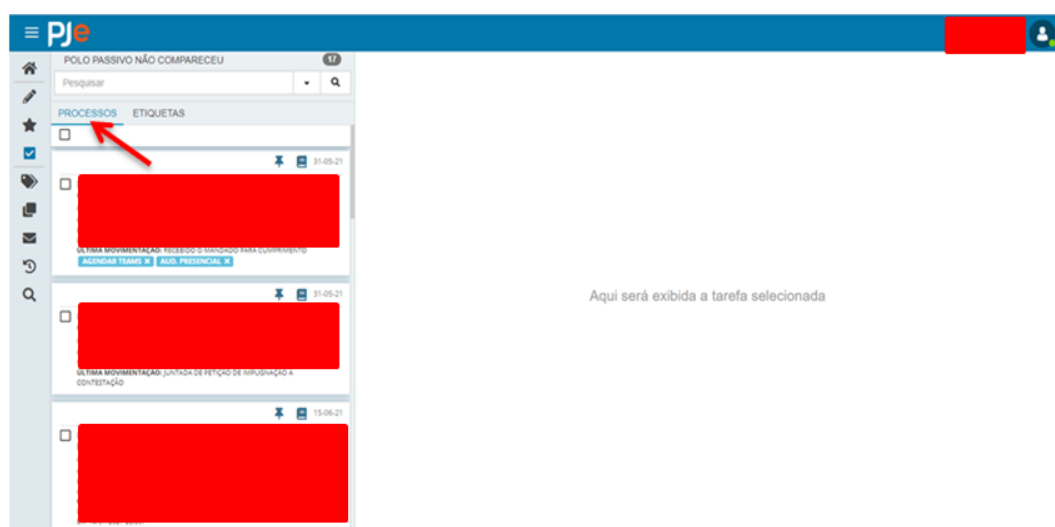 PJe
POLO PASSIVO NÃO COMPARECEU 17
Pesquisar
PROCESSOS ETIQUETAS
31-05-21
ÚLTIMA MOVIMENTAÇÃO: RECEBIDO O MANDADO PARA CUMPRIMENTO
AGENDAR TEAMS X AUD. PRESENCIAL X
31-05-21
ÚLTIMA MOVIMENTAÇÃO: JUNTADA DE PETIÇÃO DE IMPUGNAÇÃO À
CONTESTAÇÃO
15-06-21
Aqui será exibida a tarefa selecionada